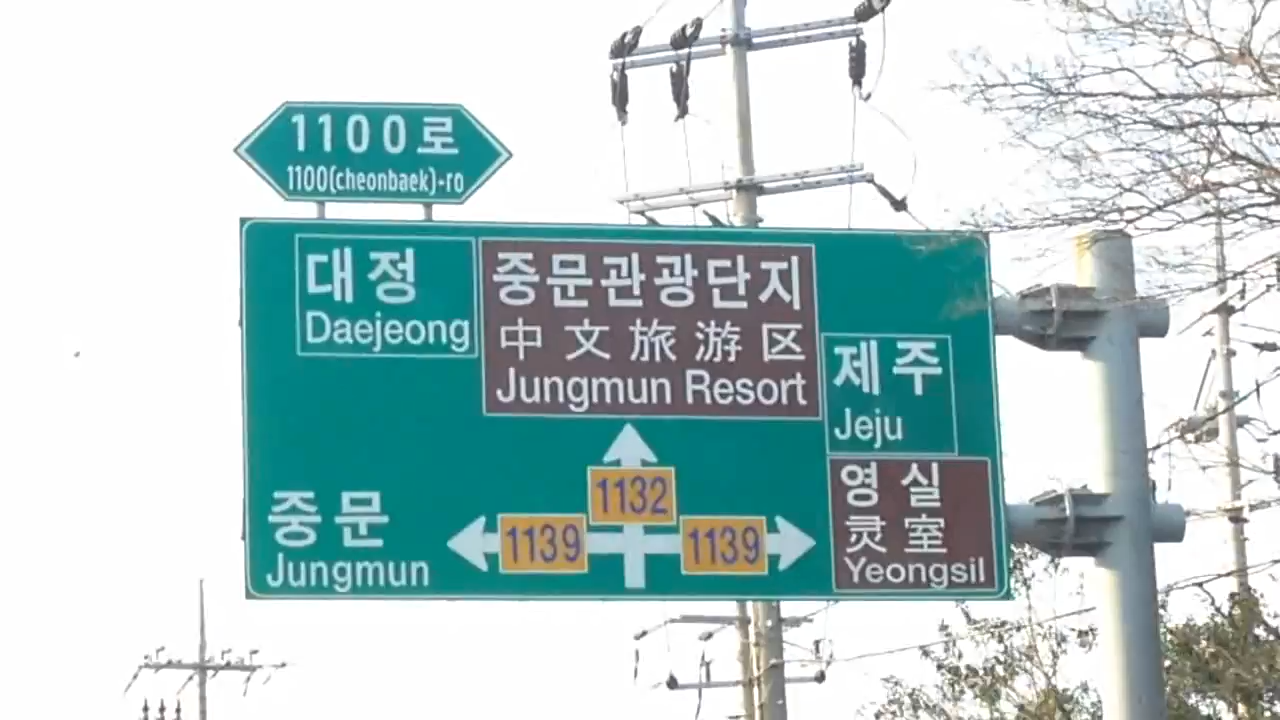 1100로
1100(cheonbaek)-ro
대정
Daejeong
중문관광단지
中文旅游区
Jungmun Resort
제주
Jeju
영실
灵室
Yeongsil
중문
Jungmun
1132
1139
1139